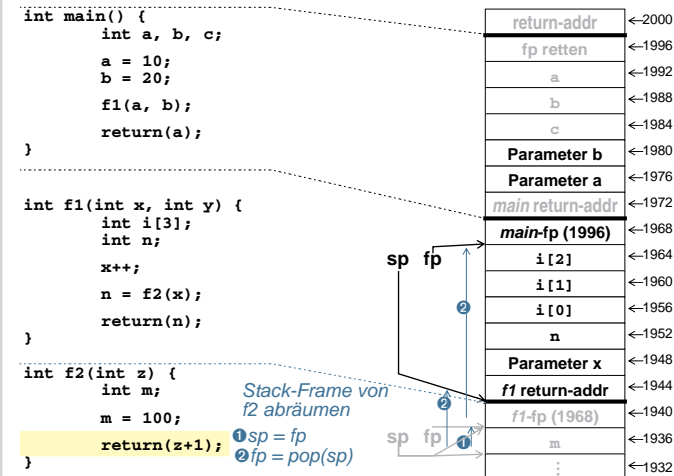 int main() {
int a, b, c;
a = 10;
b = 20;
f1(a, b);
return(a);
}
int f1(int x, int y) {
int i[3];
int n;
x++;
n = f2(x);
return(n);
}
int f2(int z) {
int m;
m = 100;
return(z+1);
}
Stack-Frame von
f2 abräumen
❶sp = fp
❷fp = pop(sp)
sp fp
❷
❷
sp fp
❶
return-addr ←2000
fp retten ←1996
a ←1992
b ←1988
c ←1984
Parameter b ←1980
Parameter a ←1976
main return-addr ←1972
main-fp (1996) ←1968
i[2] ←1964
i[1] ←1960
i[0] ←1956
n ←1952
Parameter x ←1948
f1 return-addr ←1944
f1-fp (1968) ←1940
m ←1936
⋮ ←1932